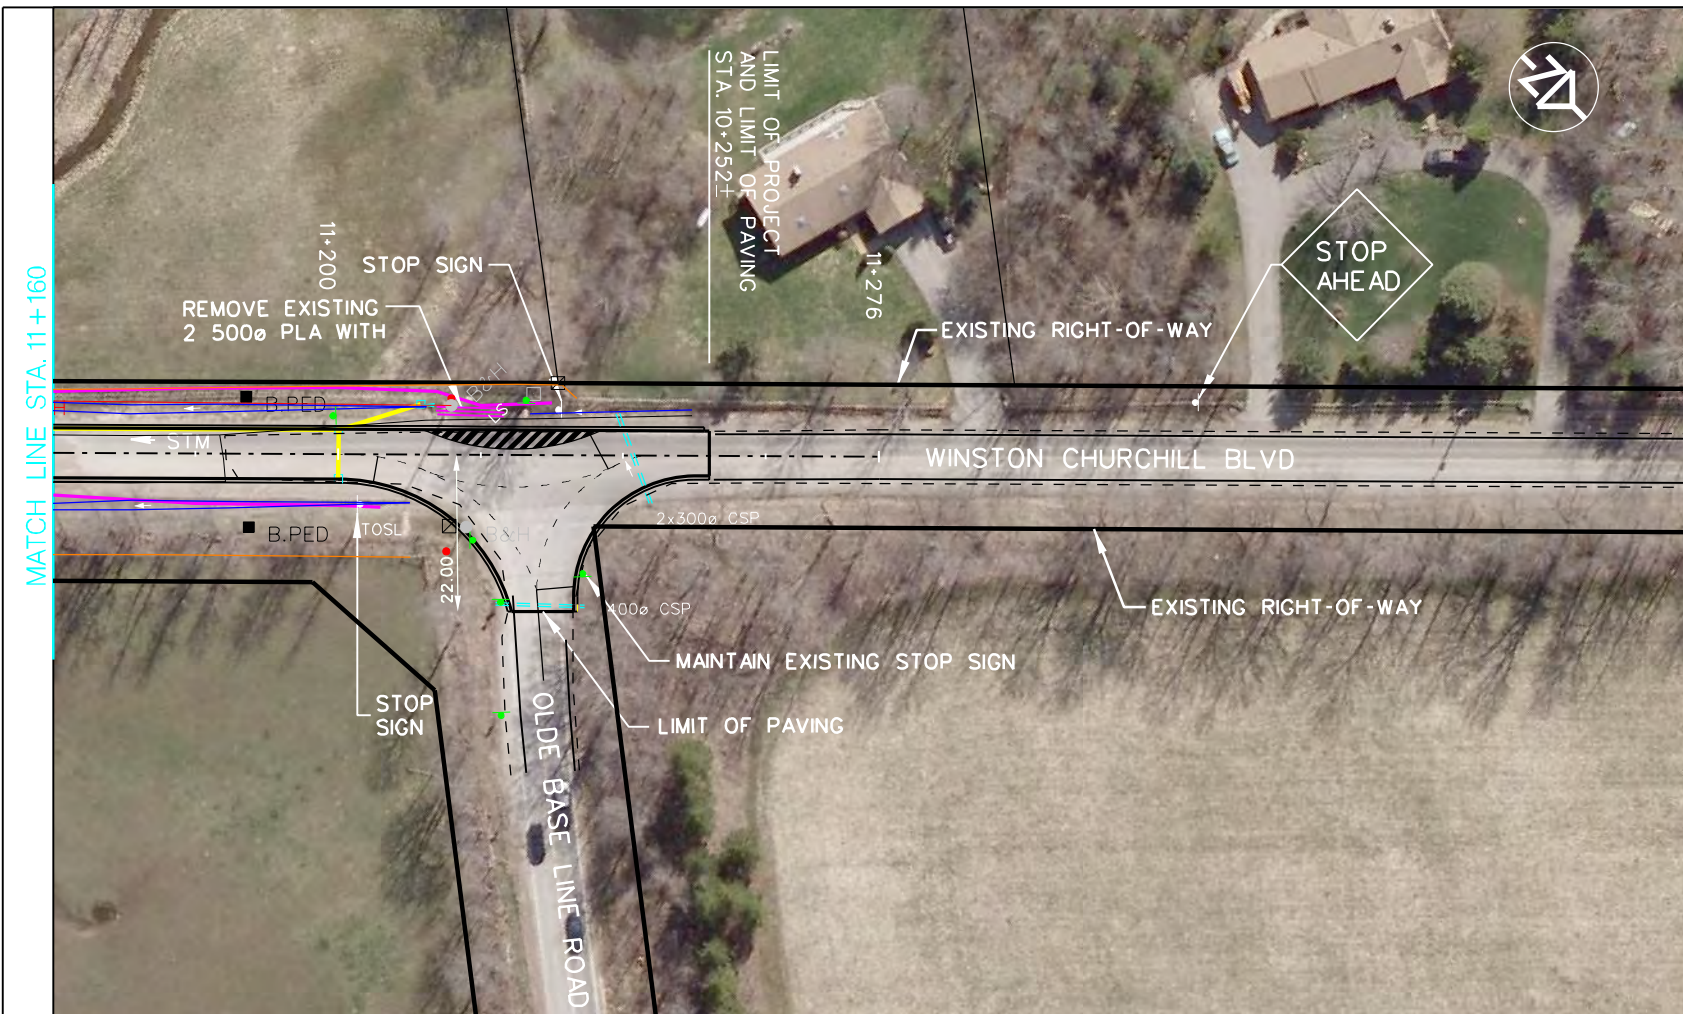 LIMIT OF PROJECT
AND LIMIT OF PAVING
STA. 10+252±
11+200
STOP SIGN
REMOVE EXISTING
2 500ø PLA WITH
11+276
EXISTING RIGHT-OF-WAY
STOP
AHEAD
MATCH LINE STA. 11+160
B.PED
B&H
LS
STM
WINSTON CHURCHILL BLVD
2x300ø CSP
B.PED
TOSL
B&H
22.00
400ø CSP
EXISTING RIGHT-OF-WAY
MAINTAIN EXISTING STOP SIGN
STOP
SIGN
LIMIT OF PAVING
OLDE BASE LINE ROAD